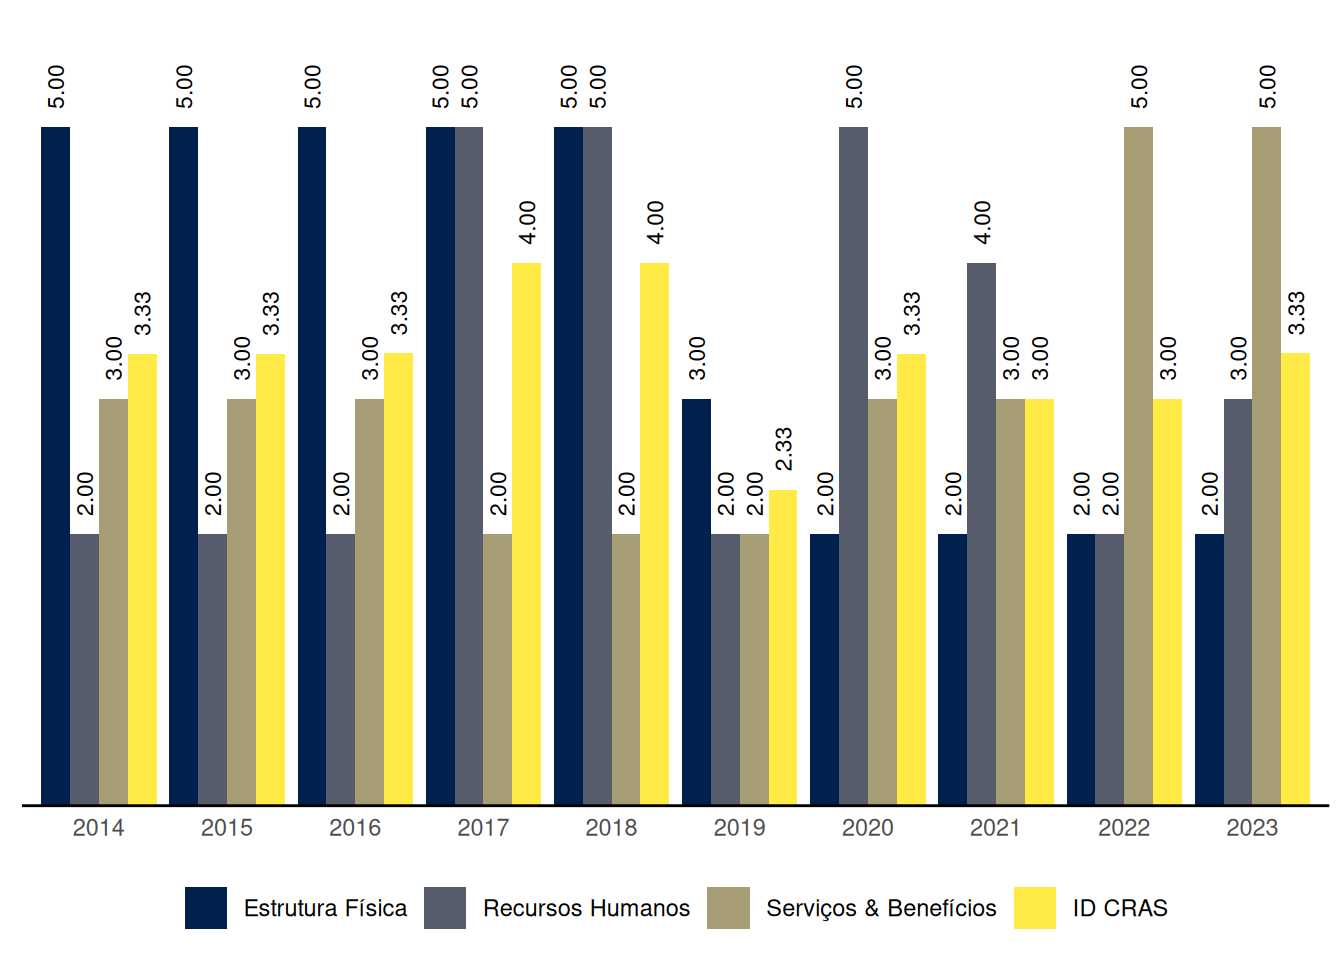 5.00 2.00 3.00 3.33
5.00 2.00 3.00 3.33
5.00 2.00 3.00 3.33
5.00 5.00 2.00 4.00
5.00 5.00 2.00 4.00
3.00 2.00 2.00 2.33
2.00 5.00 3.00 3.33
2.00 4.00 3.00 3.00
2.00 2.00 5.00 3.00
2.00 3.00 5.00 3.33
2014 2015 2016 2017 2018 2019 2020 2021 2022 2023
Estrutura Física Recursos Humanos Serviços & Benefícios ID CRAS